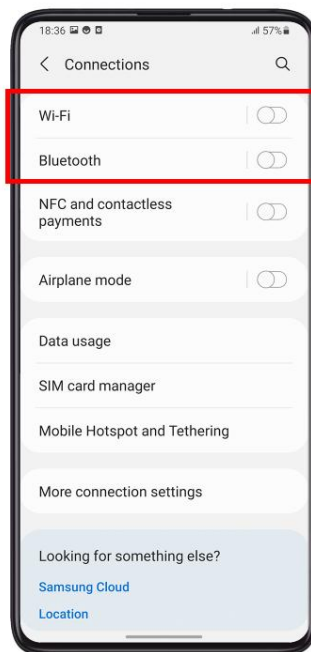 18:36 57%
Connections
Wi-Fi
Bluetooth
NFC and contactless
payments
Airplane mode
Data usage
SIM card manager
Mobile Hotspot and Tethering
More connection settings
Looking for something else?
Samsung Cloud
Location